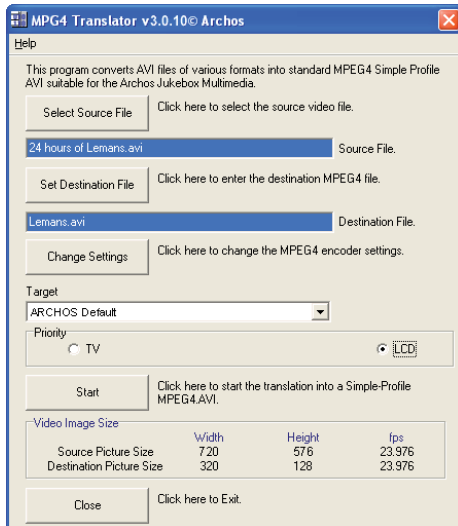 MPG4 Translator v3.0.10© Archos
Help
This program converts AVI files of various formats into standard MPEG4 Simple Profile
AVI suitable for the Archos Jukebox Multimedia.
Select Source File
Click here to select the source video file.
24 hours of Lemans.avi
Source File.
Set Destination File
Click here to enter the destination MPEG4 file.
Lemans.avi
Destination File.
Change Settings
Click here to change the MPEG4 encoder settings.
Target
ARCHOS Default
Priority
TV
LCD
Start
Click here to start the translation into a Simple-Profile
MPEG4.AVI.
Video Image Size
Width Height fps
Source Picture Size 720 576 23.976
Destination Picture Size 320 128 23.976
Close
Click here to Exit.